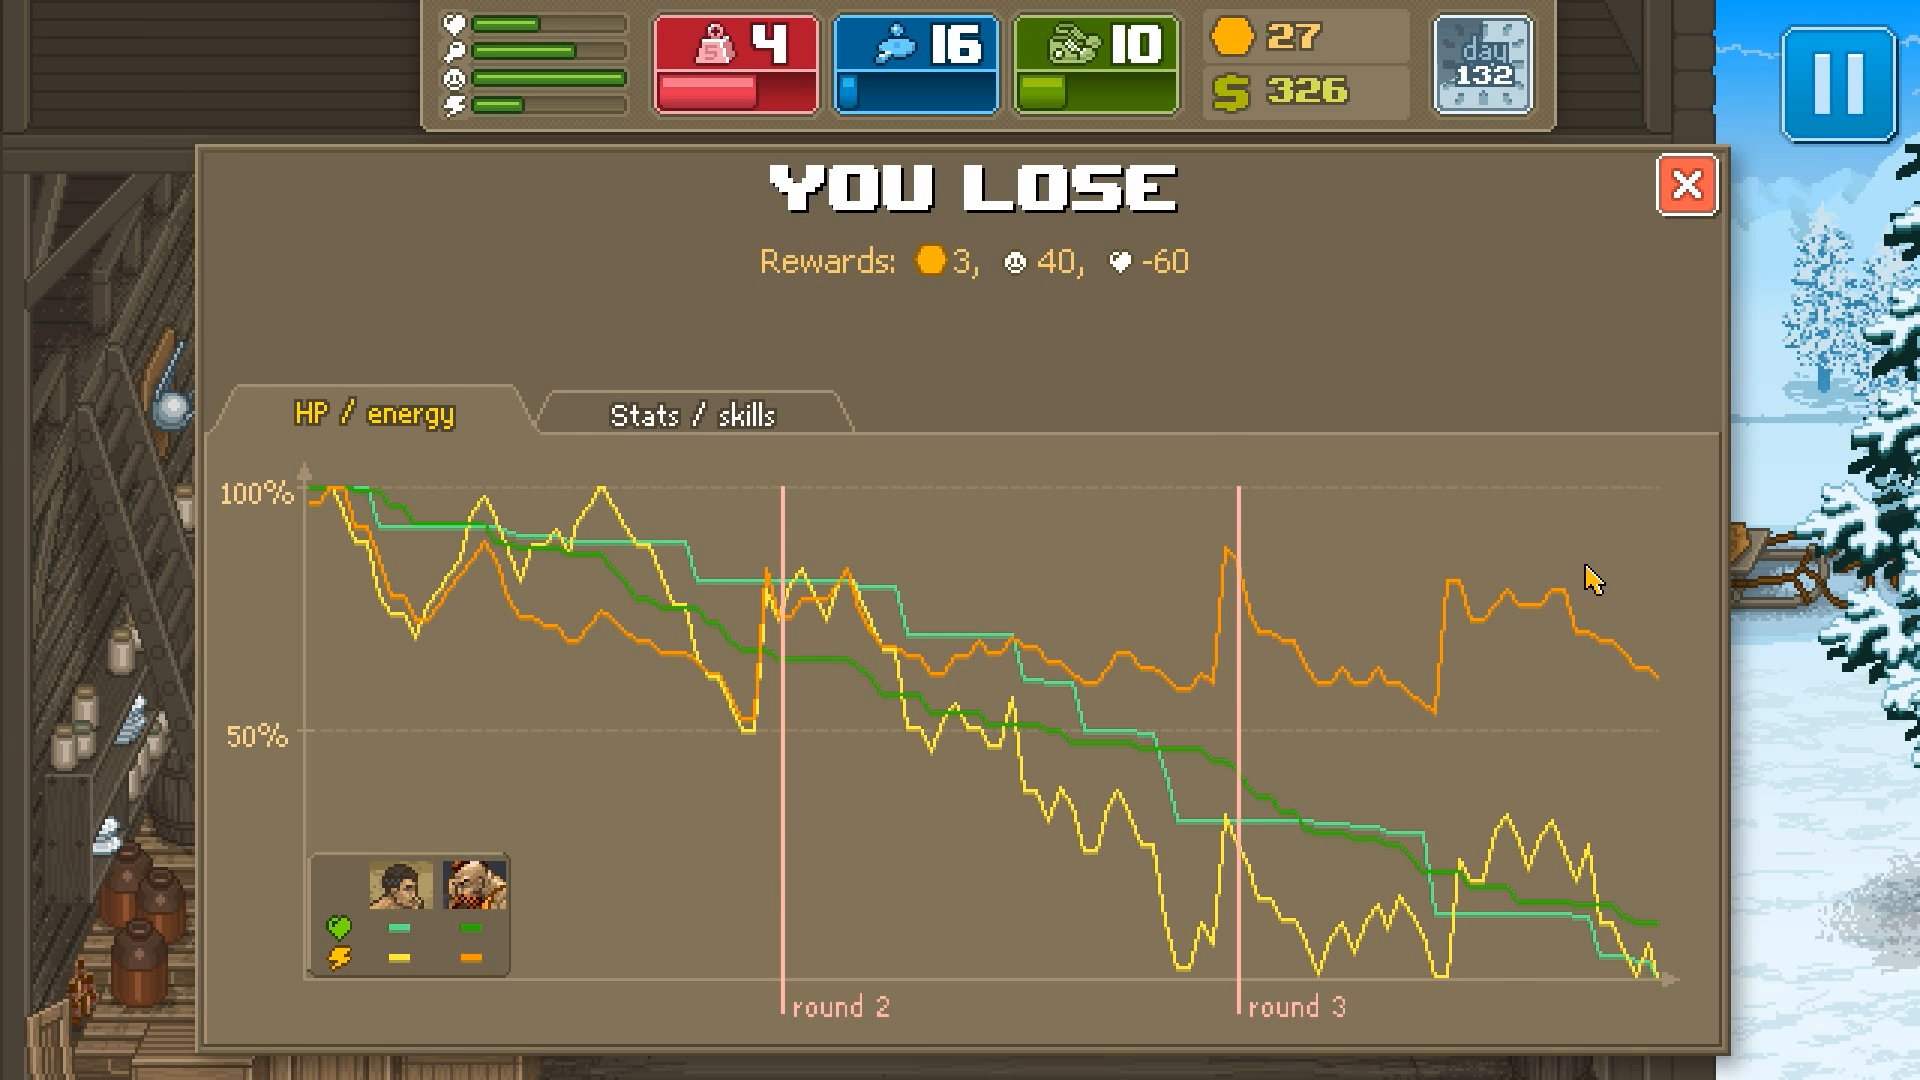 4
16
10
27
$ 326
day
132
YOU LOSE
Rewards: 3, 40, -60
HP / energy
Stats / skills
100%
50%
round 2
round 3